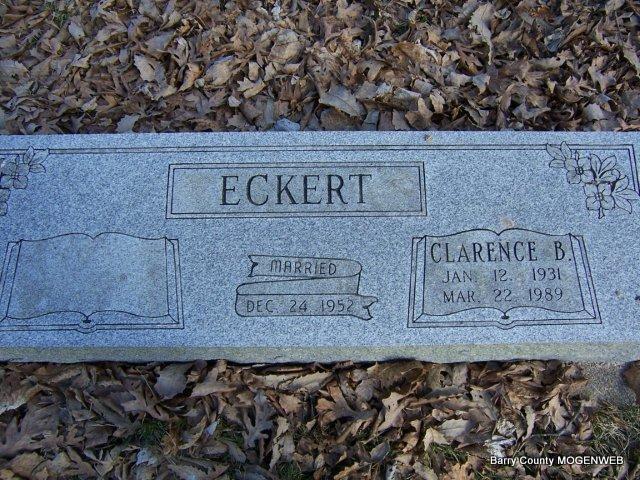 ECKERT
MARRIED
DEC. 24 1952
CLARENCE B.
JAN. 12, 1931
MAR. 22, 1989
Barry County MOGENWEB